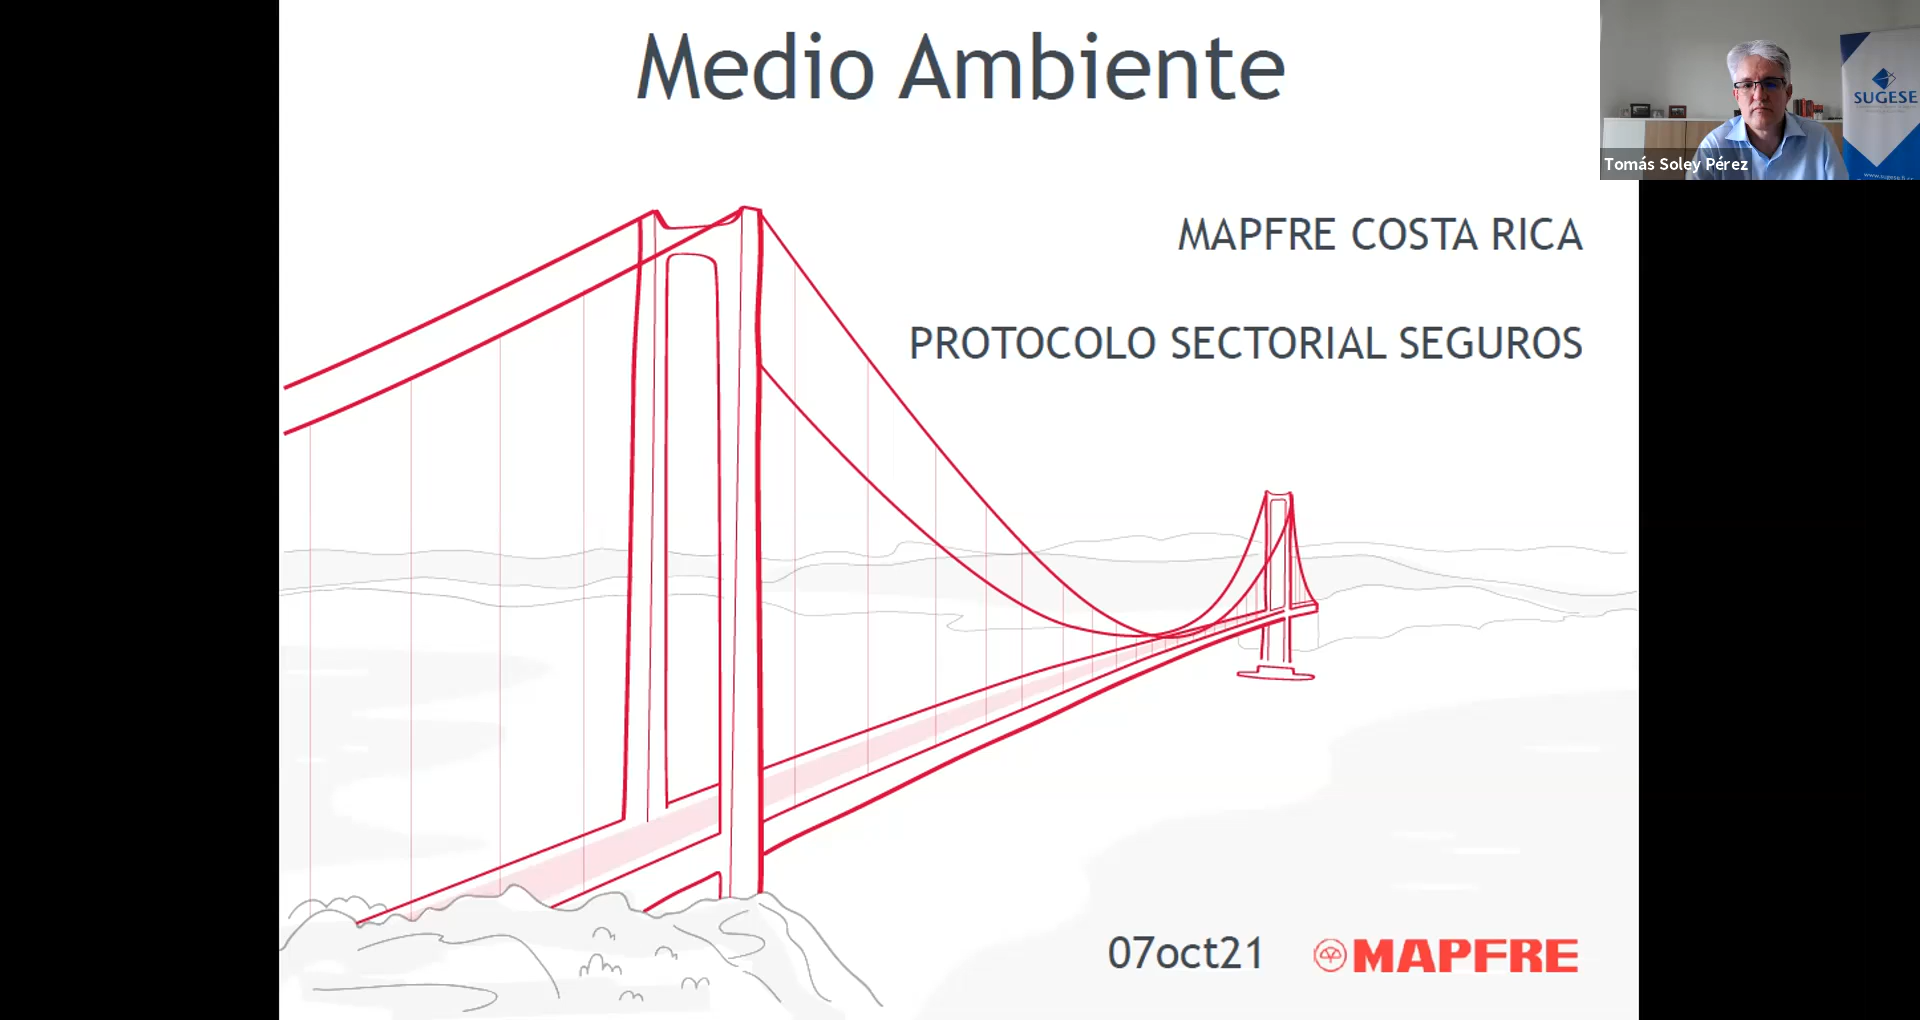 Medio Ambiente
SUGESE
Tomás Soley Pérez
MAPFRE COSTA RICA
PROTOCOLO SECTORIAL SEGUROS
07oct21
MAPFRE